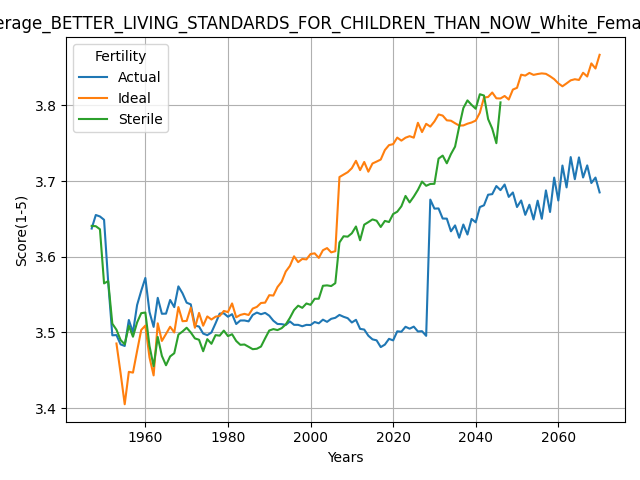 erage_BETTER_LIVING_STANDARDS_FOR_CHILDREN_THAN_NOW_White_Fema
Fertility
Actual
Ideal
Sterile
3.8
3.7
3.6
3.5
3.4
Score(1-5)
1960
1980
2000
2020
2040
2060
Years